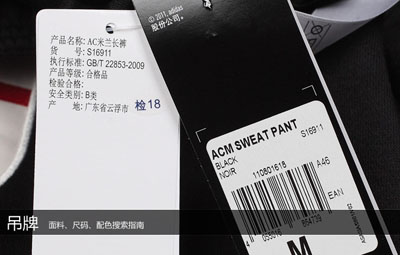 产品名称: AC米兰长裤
货 号: S16911
执行标准: GB/T 22853-2009
产品等级: 合格品
检验合格:
安全类别: B类
产 地: 广东省云浮市
检18
© 2011, adidas
股份公司。
ACM SWEAT PANT
BLACK
NOIR
S16911
110801618
A46
EAN
M
吊牌
面料、尺码、配色搜索指南